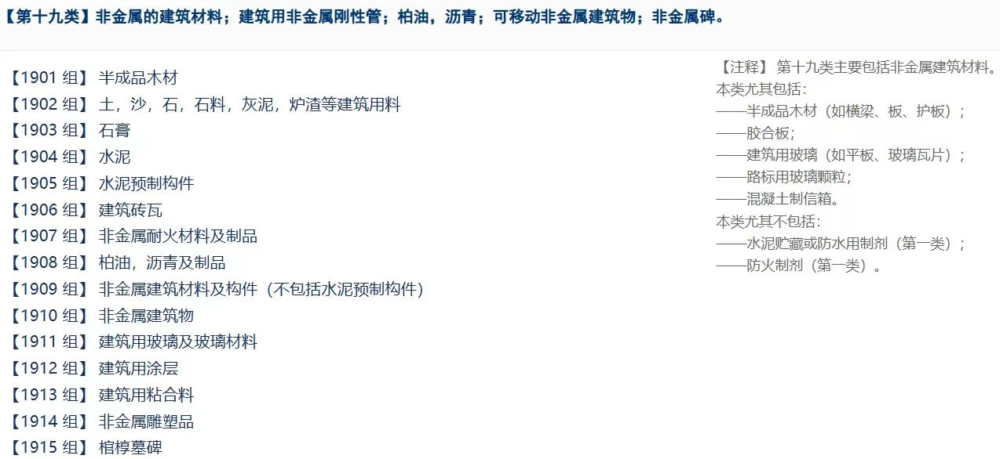 【第十九类】非金属的建筑材料；建筑用非金属刚性管；柏油，沥青；可移动非金属建筑物；非金属碑。
【1901 组】 半成品木材
【1902 组】 土，沙，石，石料，灰泥，炉渣等建筑用料
【1903 组】 石膏
【1904 组】 水泥
【1905 组】 水泥预制构件
【1906 组】 建筑砖瓦
【1907 组】 非金属耐火材料及制品
【1908 组】 柏油，沥青及制品
【1909 组】 非金属建筑材料及构件（不包括水泥预制构件）
【1910 组】 非金属建筑物
【1911 组】 建筑用玻璃及玻璃材料
【1912 组】 建筑用涂层
【1913 组】 建筑用粘合料
【1914 组】 非金属雕塑品
【1915 组】 棺椁墓碑
【注释】 第十九类主要包括非金属建筑材料。
本类尤其包括：
——半成品木材（如横梁、板、护板）；
——胶合板；
——建筑用玻璃（如平板、玻璃瓦片）；
——路标用玻璃颗粒；
——混凝土制信箱。
本类尤其不包括：
——水泥贮藏或防水用制剂（第一类）；
——防火制剂（第一类）。